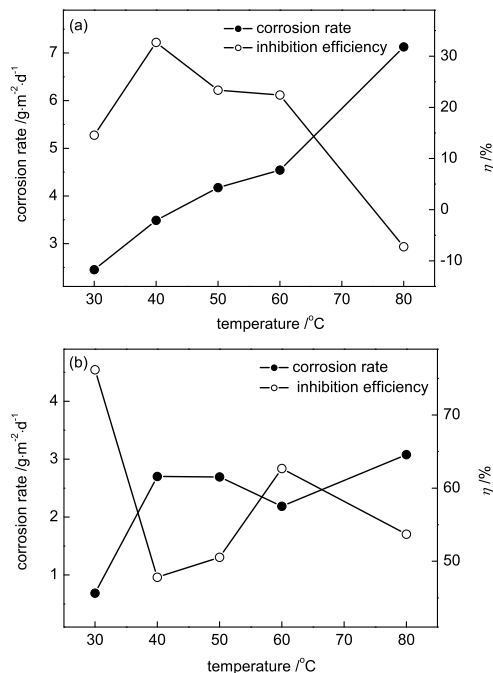 (a)
corrosion rate
inhibition efficiency
7
6
5
4
3
corrosion rate /g·m-2·d-1
30
20
10
0
-10
η /%
30 40 50 60 70 80
temperature /oC
(b)
corrosion rate
inhibition efficiency
4
3
2
1
corrosion rate /g·m-2·d-1
70
60
50
η /%
30 40 50 60 70 80
temperature /oC